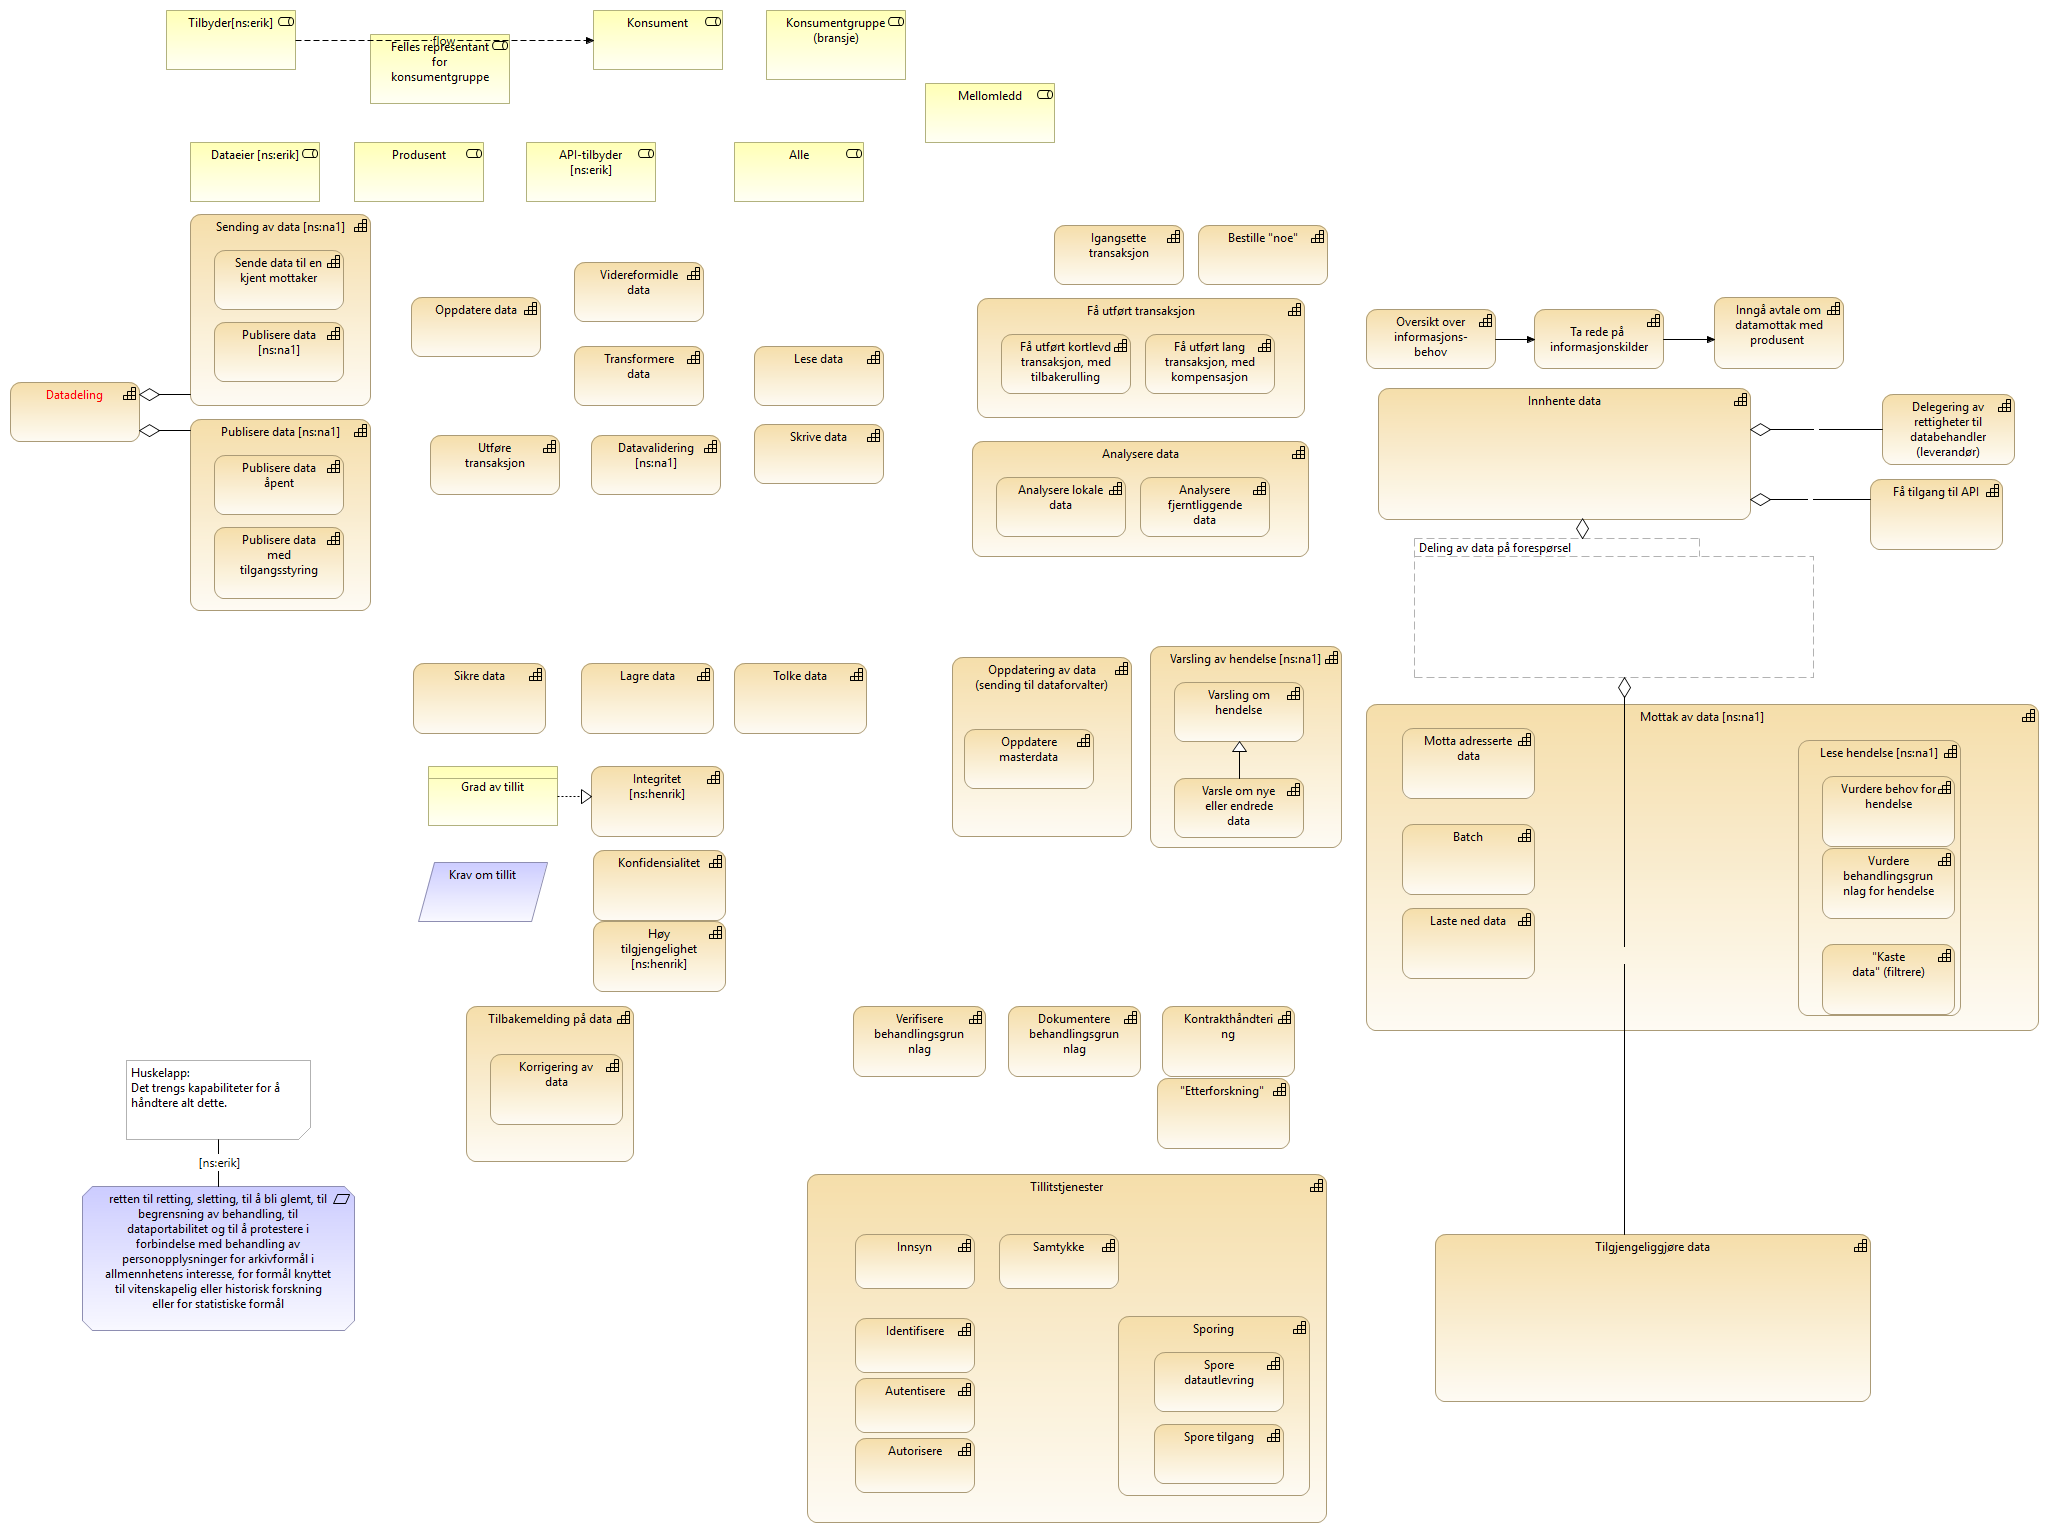 Tilbyder[ns:erik]
flow
Felles representant
for
konsumentgruppe
Konsument
Konsumentgruppe
(bransje)
Mellomledd
Dataeier [ns:erik]
Produsent
API-tilbyder
[ns:erik]
Alle
Sending av data [ns:na1]
Sende data til en
kjent mottaker
Publisere data
[ns:na1]
Datadeling
Publisere data [ns:na1]
Publisere data
åpent
Publisere data
med
tilgangsstyring
Oppdatere data
Videreformidle
data
Transformere
data
Lese data
Utføre
transaksjon
Datavalidering
[ns:na1]
Skrive data
Igangsette
transaksjon
Bestille "noe"
Få utført transaksjon
Få utført kortlevd
transaksjon, med
tilbakerulling
Få utført lang
transaksjon, med
kompensasjon
Analysere data
Analysere lokale
data
Analysere
fjerntliggende
data
Oversikt over
informasjons-
behov
Ta rede på
informasjonskilder
Inngå avtale om
datamottak med
produsent
Innhente data
Delegering av
rettigheter til
databehandler
(leverandør)
Få tilgang til API
Deling av data på forespørsel
Sikre data
Lagre data
Tolke data
Grad av tillit
Integritet
[ns:henrik]
Krav om tillit
Konfidensialitet
Høy
tilgjengelighet
[ns:henrik]
Oppdatering av data
(sending til dataforvalter)
Oppdatere
masterdata
Varsling av hendelse [ns:na1]
Varsling om
hendelse
Varsle om nye
eller endrede
data
Mottak av data [ns:na1]
Motta adresserte
data
Batch
Laste ned data
Lese hendelse [ns:na1]
Vurdere behov for
hendelse
Vurdere
behandlingsgrun
nlag for hendelse
"Kaste
data" (filtrere)
Tilbakemelding på data
Korrigering av
data
Verifisere
behandlingsgrun
nlag
Dokumentere
behandlingsgrun
nlag
Kontrakthåndteri
ng
"Etterforskning"
Huskelapp:
Det trengs kapabiliteter for å
håndtere alt dette.
[ns:erik]
retten til retting, sletting, til å bli glemt, til
begrensning av behandling, til
dataportabilitet og til å protestere i
forbindelse med behandling av
personopplysninger for arkivformål i
allmennhetens interesse, for formål knyttet
til vitenskapelig eller historisk forskning
eller for statistiske formål
Tillitstjenester
Innsyn
Samtykke
Identifisere
Autentisere
Autorisere
Sporing
Spore
datautlevring
Spore tilgang
Tilgjengeliggjøre data